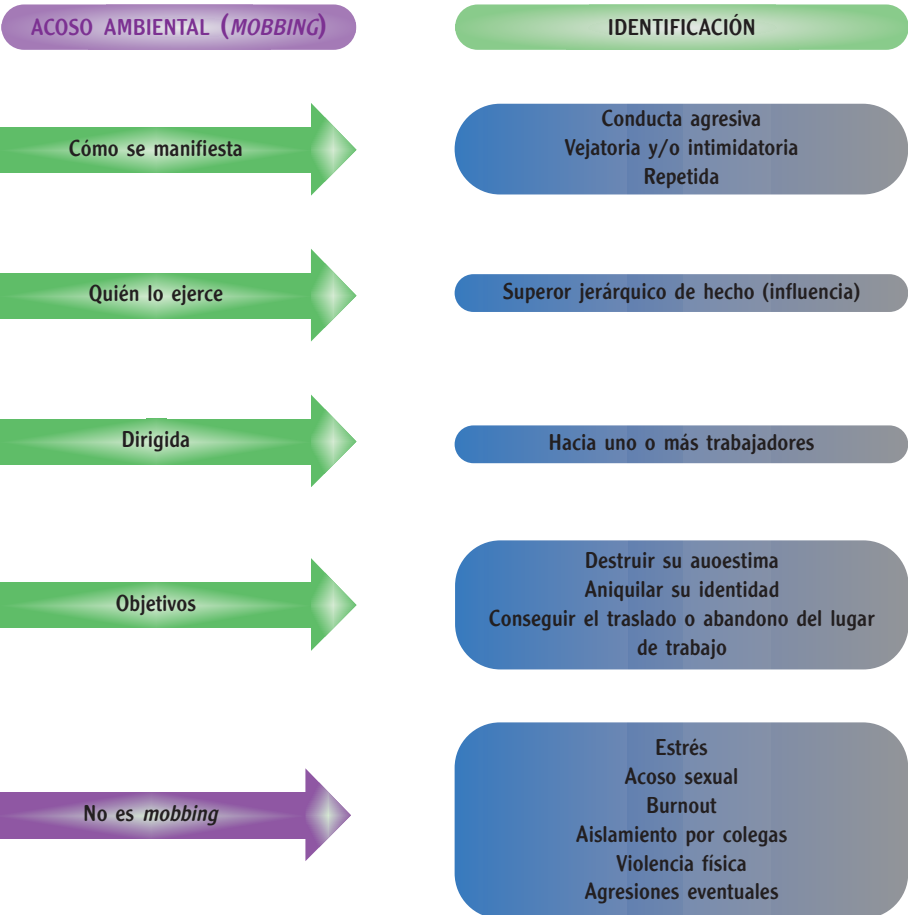 ACOSO AMBIENTAL (MOBBING)
IDENTIFICACIÓN
Cómo se manifiesta
Conducta agresiva
Vejatoria y/o intimidatoria
Repetida
Quién lo ejerce
Superor jerárquico de hecho (influencia)
Dirigida
Hacia uno o más trabajadores
Objetivos
Destruir su auoestima
Aniquilar su identidad
Conseguir el traslado o abandono del lugar
de trabajo
No es mobbing
Estrés
Acoso sexual
Burnout
Aislamiento por colegas
Violencia física
Agresiones eventuales